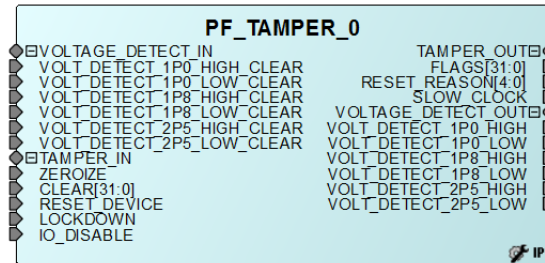 PF_TAMPER_0
VOLTAGE_DETECT_IN
VOLT_DETECT_1P0_HIGH_CLEAR
VOLT_DETECT_1P0_LOW_CLEAR
VOLT_DETECT_1P8_HIGH_CLEAR
VOLT_DETECT_1P8_LOW_CLEAR
VOLT_DETECT_2P5_HIGH_CLEAR
VOLT_DETECT_2P5_LOW_CLEAR
TAMPER_IN
ZEROIZE
CLEAR[31:0]
RESET_DEVICE
LOCKDOWN
IO_DISABLE
TAMPER_OUT
FLAGS[31:0]
RESET_REASON[4:0]
SLOW_CLOCK
VOLTAGE_DETECT_OUT
VOLT_DETECT_1P0_HIGH
VOLT_DETECT_1P0_LOW
VOLT_DETECT_1P8_HIGH
VOLT_DETECT_1P8_LOW
VOLT_DETECT_2P5_HIGH
VOLT_DETECT_2P5_LOW
IP